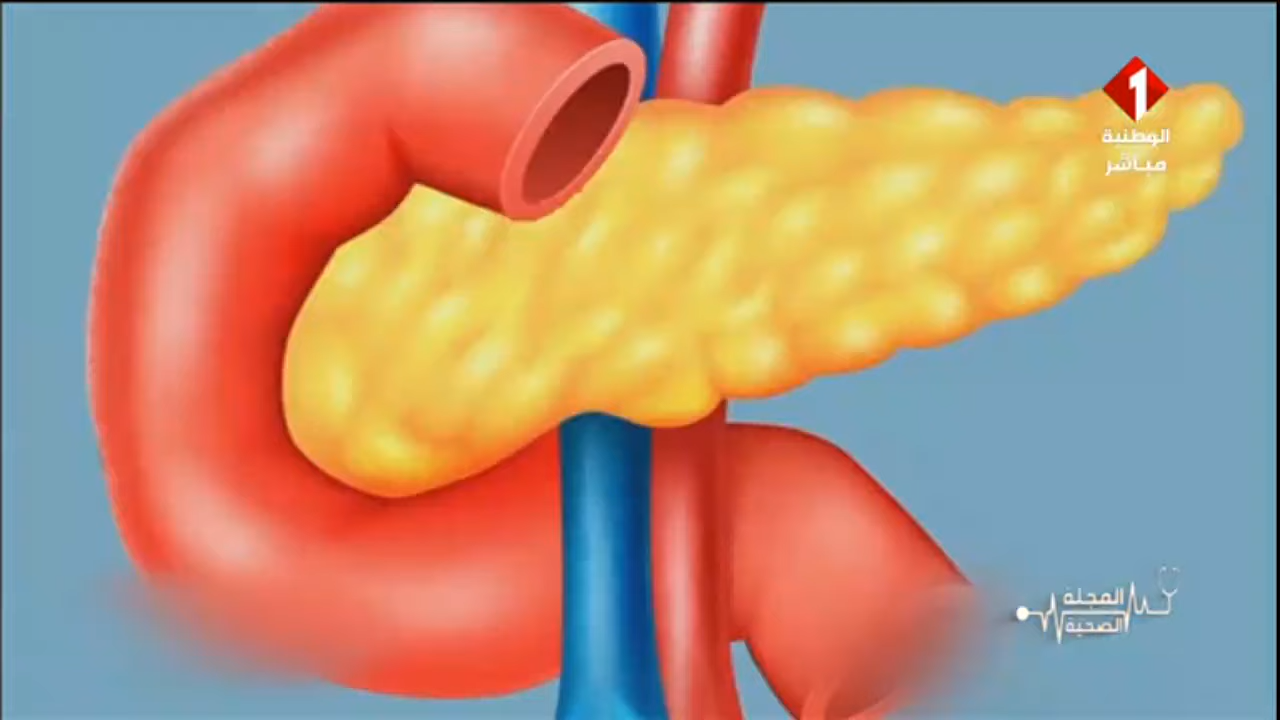 1
الوطنية
مباشر
المجلة
الصحية